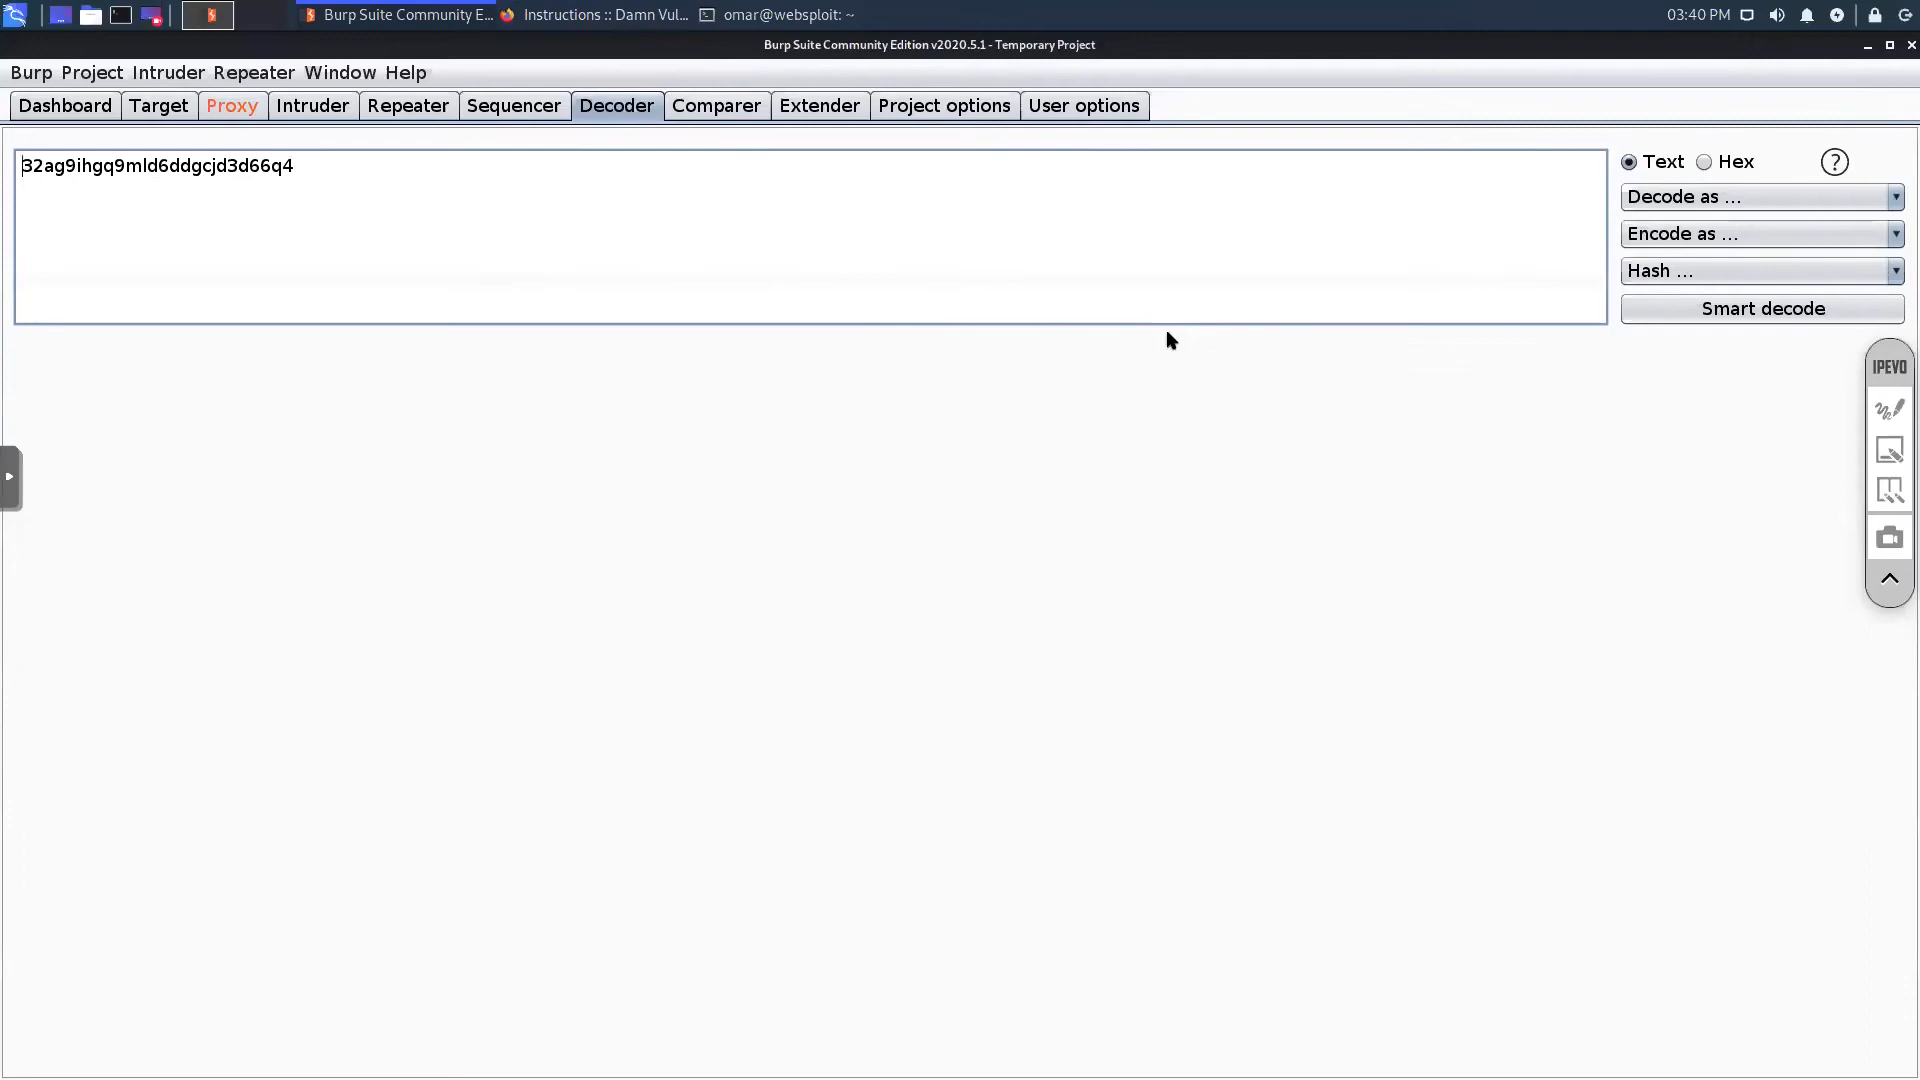 Burp Suite Community E...
Instructions :: Damn Vul...
omar@websploit: ~
03:40 PM
Burp Suite Community Edition v2020.5.1 - Temporary Project
Burp Project Intruder Repeater Window Help
Dashboard Target Proxy Intruder Repeater Sequencer Decoder Comparer Extender Project options User options
32ag9ihgq9mld6ddgcjd3d66q4
Text Hex ?
Decode as ...
Encode as ...
Hash ...
Smart decode
IPEVO